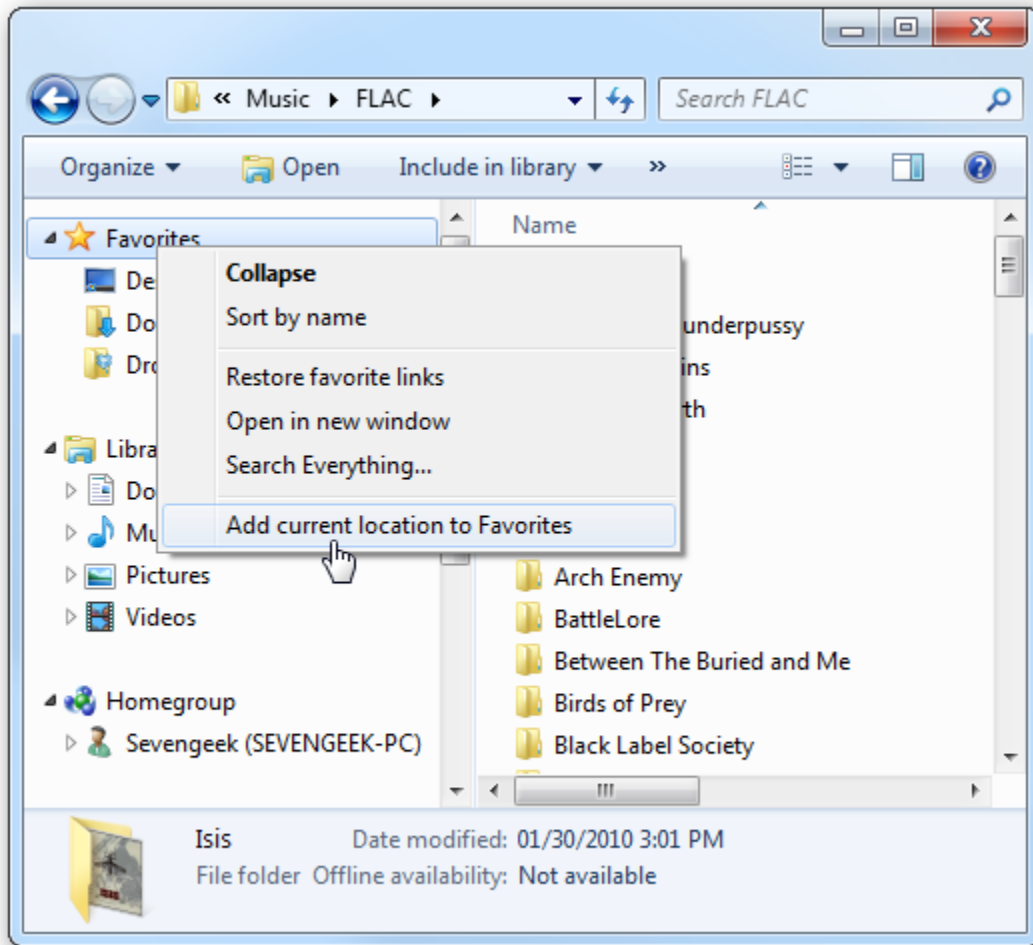 « Music ▸ FLAC ▸
Search FLAC
Organize Open Include in library »
Favorites
Name
Collapse
Sort by name
Restore favorite links
Open in new window
Search Everything...
Add current location to Favorites
Arch Enemy
Pictures
BattleLore
Videos
Between The Buried and Me
Birds of Prey
Homegroup
Black Label Society
Sevengeek (SEVENGEEK-PC)
Isis Date modified: 01/30/2010 3:01 PM
File folder Offline availability: Not available